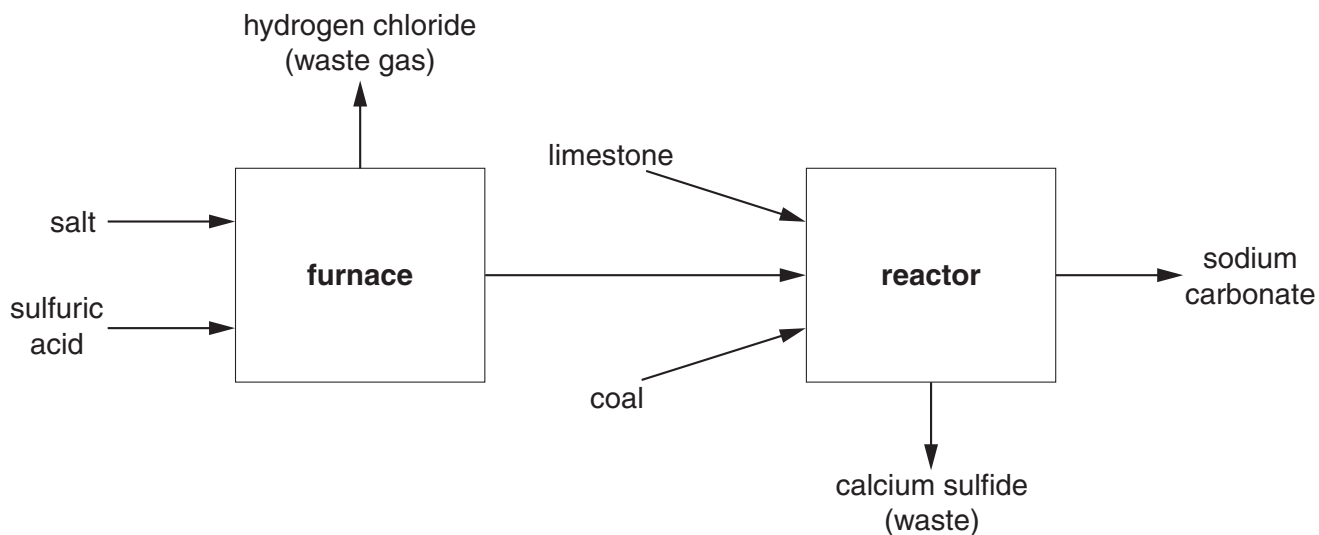 hydrogen chloride
(waste gas)
limestone
salt
furnace
reactor
sodium
carbonate
sulfuric
acid
coal
calcium sulfide
(waste)